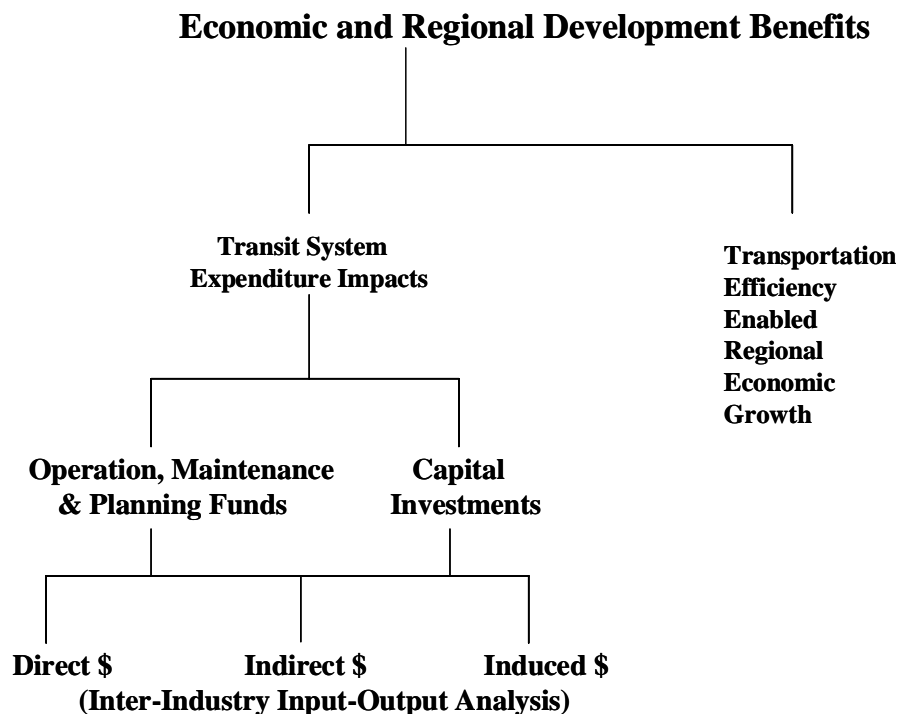 Economic and Regional Development Benefits
Transit System
Expenditure Impacts
Transportation
Efficiency
Enabled
Regional
Economic
Growth
Operation, Maintenance
& Planning Funds
Capital
Investments
Direct $
Indirect $
Induced $
(Inter-Industry Input-Output Analysis)